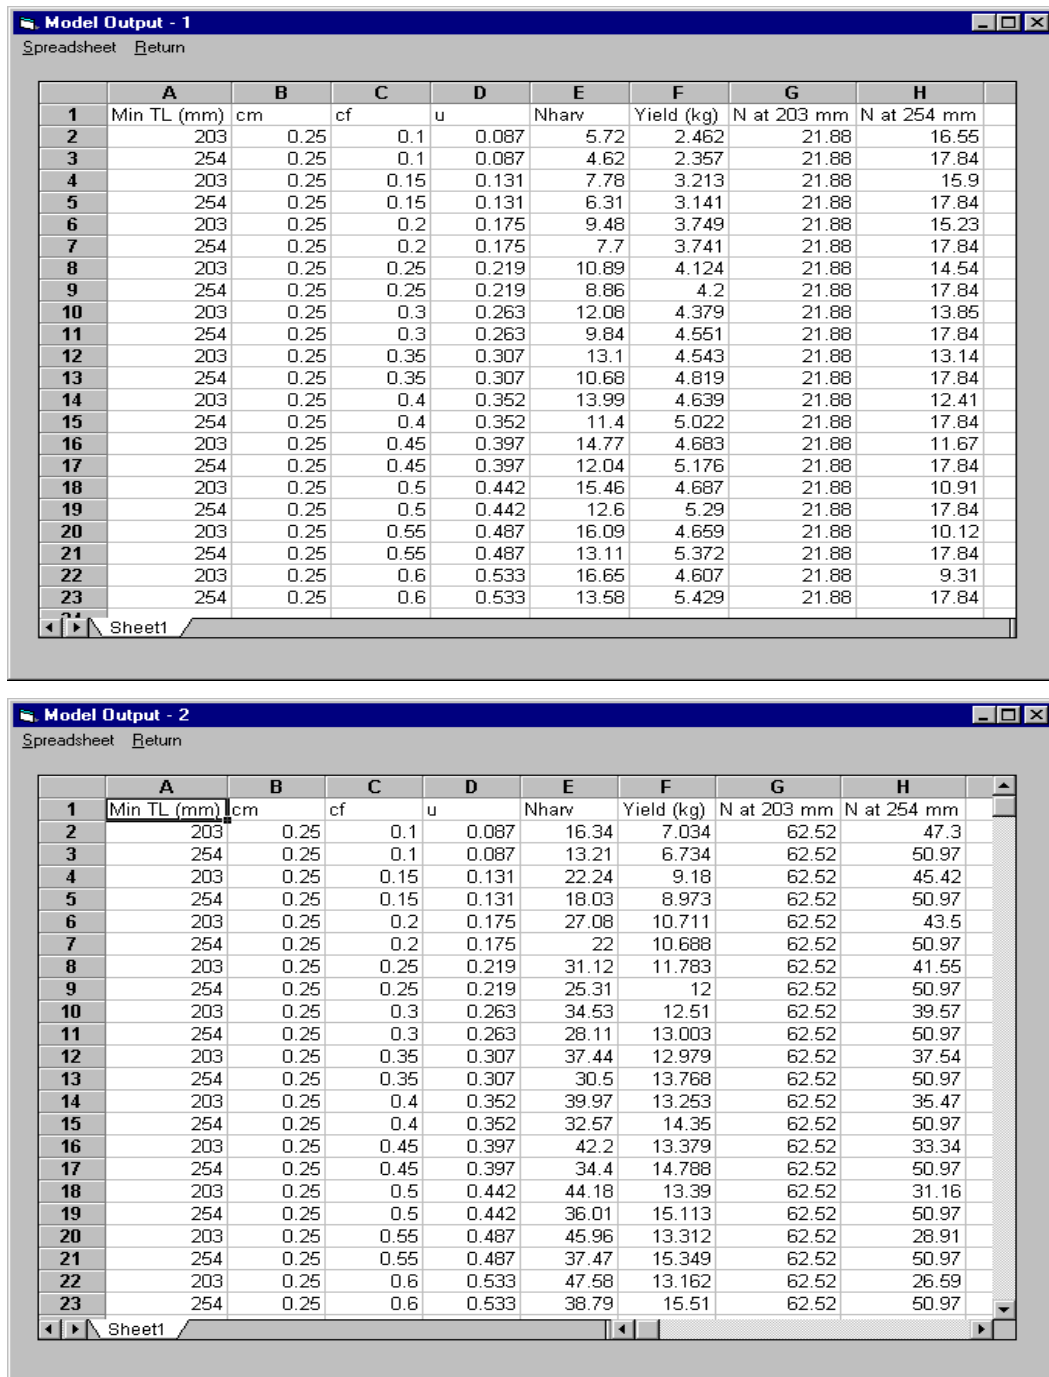 Model Output - 1
Spreadsheet Return
A B C D E F G H
1 Min TL (mm) cm cf u Nharv Yield (kg) N at 203 mm N at 254 mm
2 203 0.25 0.1 0.087 5.72 2.462 21.88 16.55
3 254 0.25 0.1 0.087 4.62 2.357 21.88 17.84
4 203 0.25 0.15 0.131 7.78 3.213 21.88 15.9
5 254 0.25 0.15 0.131 6.31 3.141 21.88 17.84
6 203 0.25 0.2 0.175 9.48 3.749 21.88 15.23
7 254 0.25 0.2 0.175 7.7 3.741 21.88 17.84
8 203 0.25 0.25 0.219 10.89 4.124 21.88 14.54
9 254 0.25 0.25 0.219 8.86 4.2 21.88 17.84
10 203 0.25 0.3 0.263 12.08 4.379 21.88 13.85
11 254 0.25 0.3 0.263 9.84 4.551 21.88 17.84
12 203 0.25 0.35 0.307 13.1 4.543 21.88 13.14
13 254 0.25 0.35 0.307 10.68 4.819 21.88 17.84
14 203 0.25 0.4 0.352 13.99 4.639 21.88 12.41
15 254 0.25 0.4 0.352 11.4 5.022 21.88 17.84
16 203 0.25 0.45 0.397 14.77 4.683 21.88 11.67
17 254 0.25 0.45 0.397 12.04 5.176 21.88 17.84
18 203 0.25 0.5 0.442 15.46 4.687 21.88 10.91
19 254 0.25 0.5 0.442 12.6 5.29 21.88 17.84
20 203 0.25 0.55 0.487 16.09 4.659 21.88 10.12
21 254 0.25 0.55 0.487 13.11 5.372 21.88 17.84
22 203 0.25 0.6 0.533 16.65 4.607 21.88 9.31
23 254 0.25 0.6 0.533 13.58 5.429 21.88 17.84
24
Sheet1
Model Output - 2
Spreadsheet Return
A B C D E F G H
1 Min TL (mm) cm cf u Nharv Yield (kg) N at 203 mm N at 254 mm
2 203 0.25 0.1 0.087 16.34 7.034 62.52 47.3
3 254 0.25 0.1 0.087 13.21 6.734 62.52 50.97
4 203 0.25 0.15 0.131 22.24 9.18 62.52 45.42
5 254 0.25 0.15 0.131 18.03 8.973 62.52 50.97
6 203 0.25 0.2 0.175 27.08 10.711 62.52 43.5
7 254 0.25 0.2 0.175 22 10.688 62.52 50.97
8 203 0.25 0.25 0.219 31.12 11.783 62.52 41.55
9 254 0.25 0.25 0.219 25.31 12 62.52 50.97
10 203 0.25 0.3 0.263 34.53 12.51 62.52 39.57
11 254 0.25 0.3 0.263 28.11 13.003 62.52 50.97
12 203 0.25 0.35 0.307 37.44 12.979 62.52 37.54
13 254 0.25 0.35 0.307 30.5 13.768 62.52 50.97
14 203 0.25 0.4 0.352 39.97 13.253 62.52 35.47
15 254 0.25 0.4 0.352 32.57 14.35 62.52 50.97
16 203 0.25 0.45 0.397 42.2 13.379 62.52 33.34
17 254 0.25 0.45 0.397 34.4 14.788 62.52 50.97
18 203 0.25 0.5 0.442 44.18 13.39 62.52 31.16
19 254 0.25 0.5 0.442 36.01 15.113 62.52 50.97
20 203 0.25 0.55 0.487 45.96 13.312 62.52 28.91
21 254 0.25 0.55 0.487 37.47 15.349 62.52 50.97
22 203 0.25 0.6 0.533 47.58 13.162 62.52 26.59
23 254 0.25 0.6 0.533 38.79 15.51 62.52 50.97
Sheet1